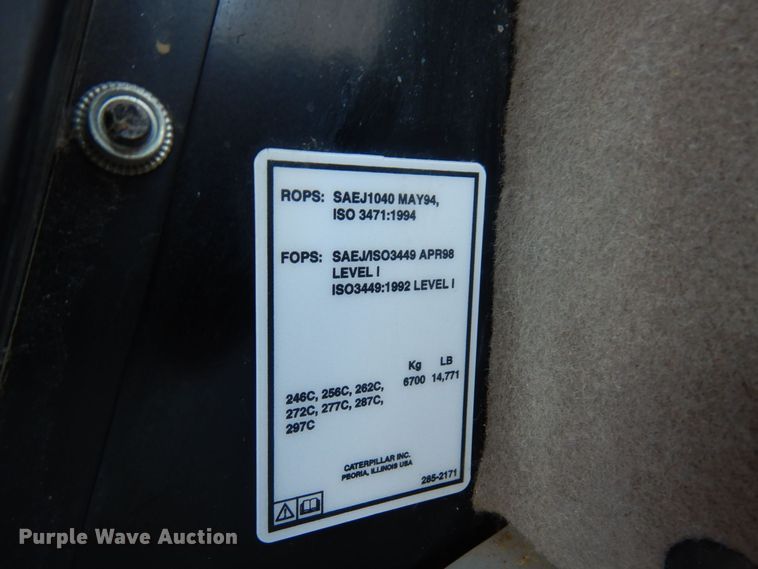 ROPS: SAEJ1040 MAY94,
ISO 3471:1994
FOPS: SAEJ/ISO3449 APR98
LEVEL I
ISO3449:1992 LEVEL I
Kg LB
246C, 256C, 262C, 6700 14,771
272C, 277C, 287C,
297C
CATERPILLAR INC.
PEORIA, ILLINOIS USA
285-2171
Purple Wave Auction